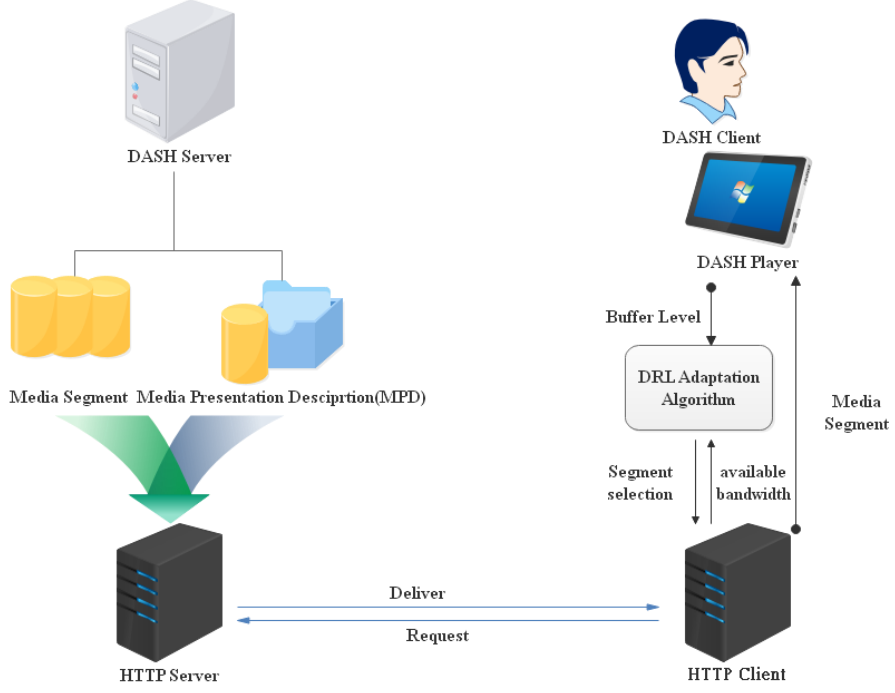 DASH Server
DASH Client
DASH Player
Buffer Level
DRL Adaptation
Algorithm
Media Segment
Media Presentation Desciprtion(MPD)
Media
Segment
Segment
selection
available
bandwidth
Deliver
Request
HTTP Server
HTTP Client